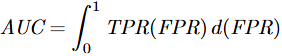 AUC = ∫₀¹ TPR(FPR) d(FPR)